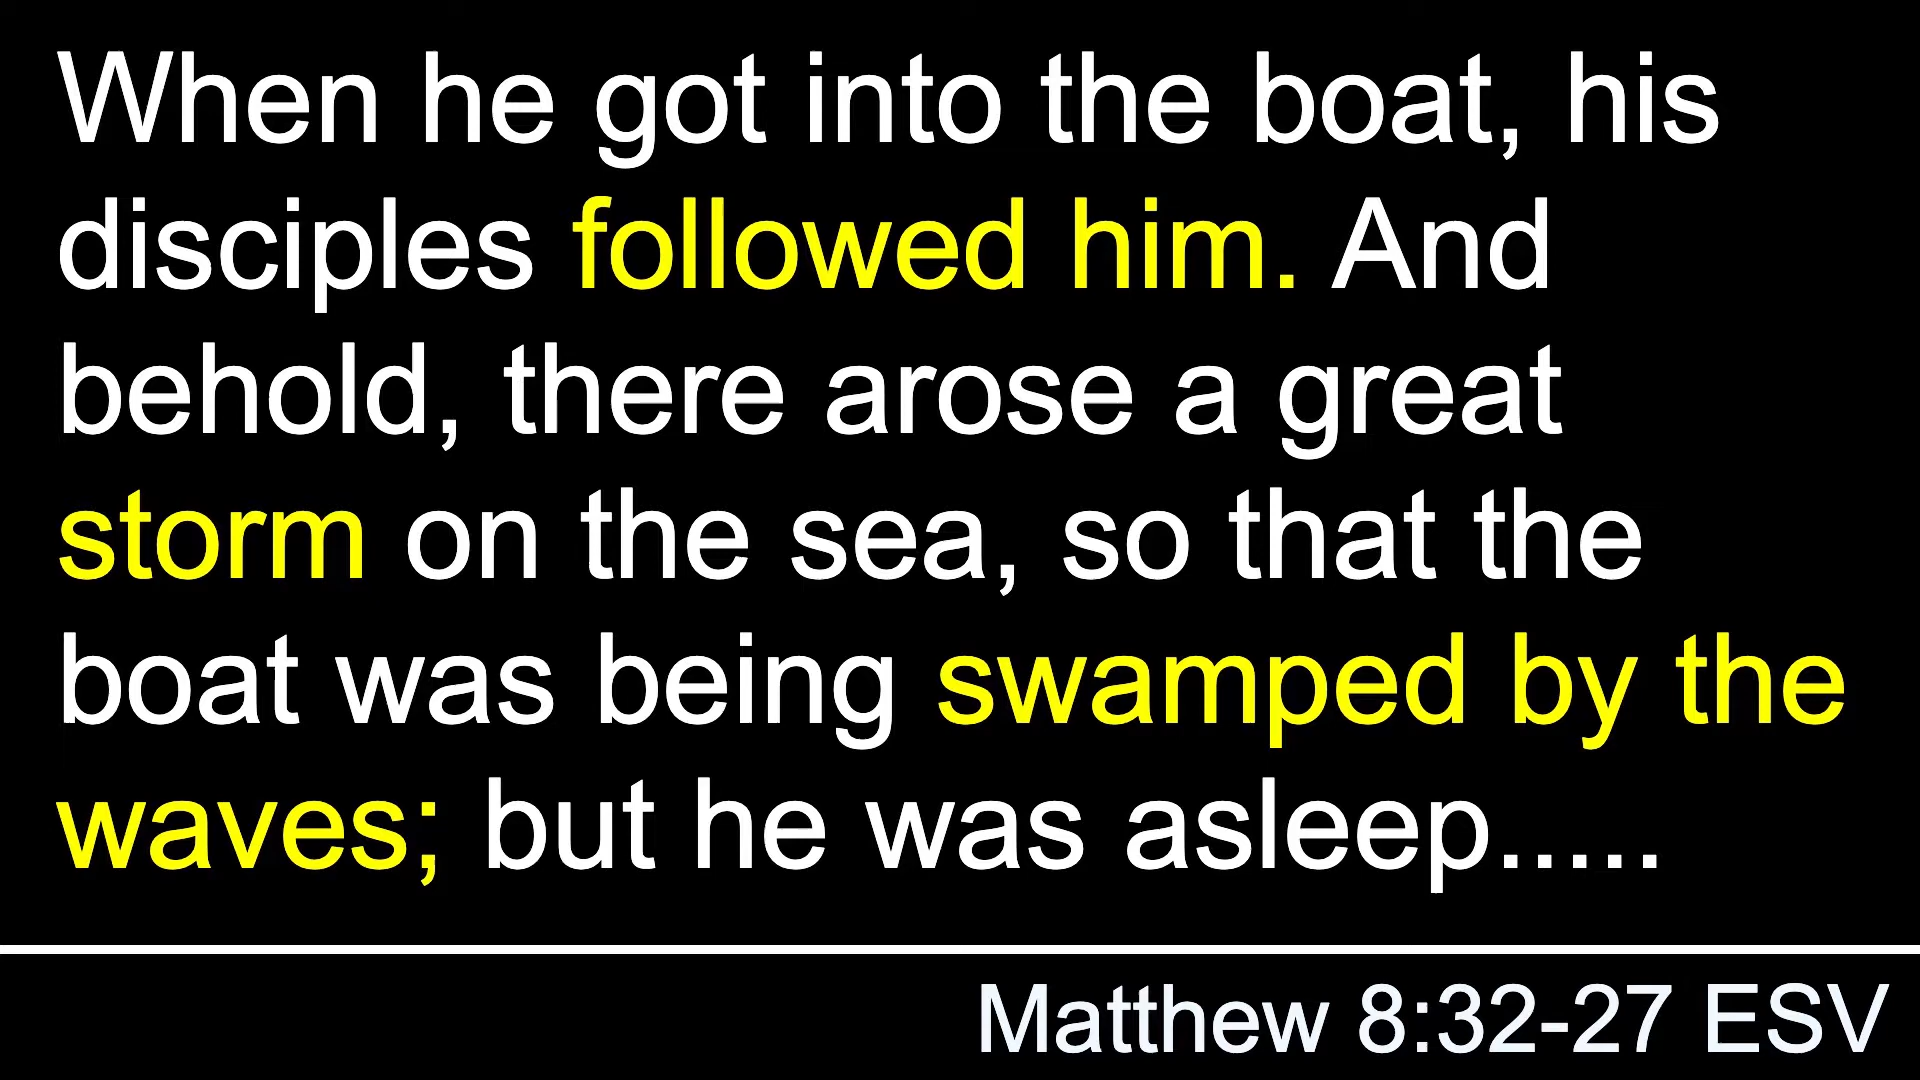 When he got into the boat, his
disciples followed him. And
behold, there arose a great
storm on the sea, so that the
boat was being swamped by the
waves; but he was asleep.....
Matthew 8:32-27 ESV